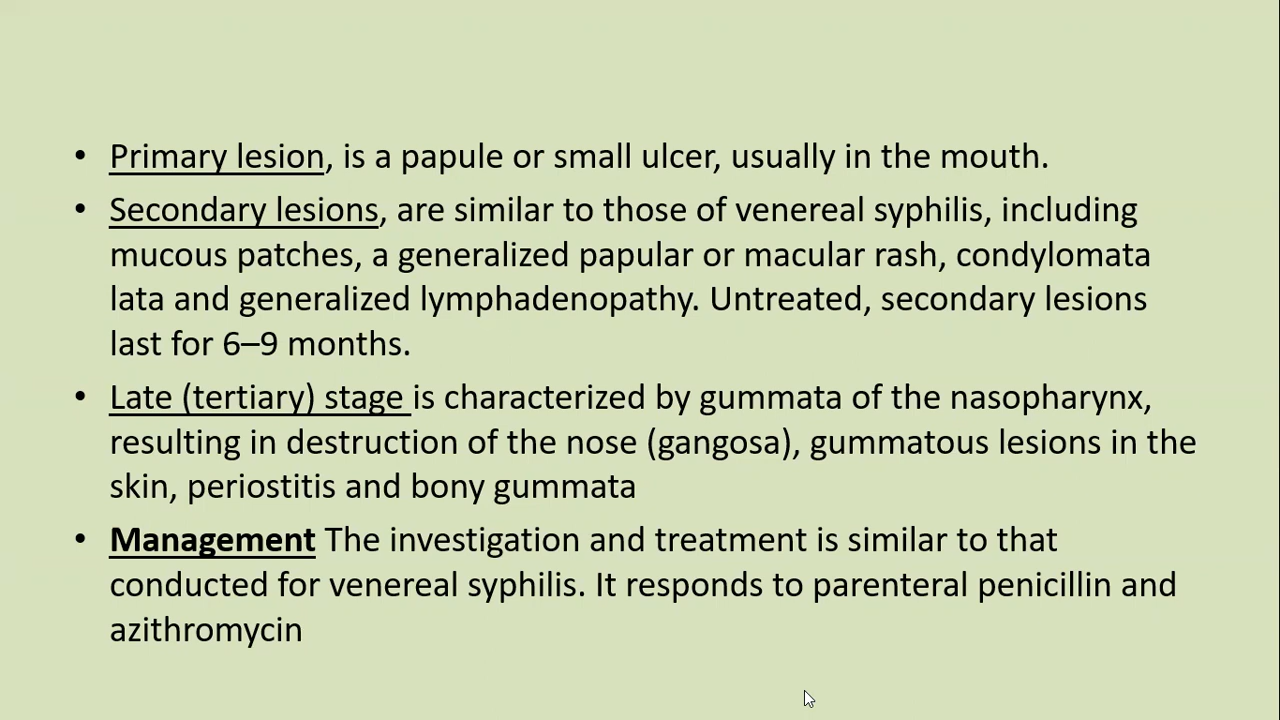 • Primary lesion, is a papule or small ulcer, usually in the mouth.
• Secondary lesions, are similar to those of venereal syphilis, including
mucous patches, a generalized papular or macular rash, condylomata
lata and generalized lymphadenopathy. Untreated, secondary lesions
last for 6–9 months.
• Late (tertiary) stage is characterized by gummata of the nasopharynx,
resulting in destruction of the nose (gangosa), gummatous lesions in the
skin, periostitis and bony gummata
• Management The investigation and treatment is similar to that
conducted for venereal syphilis. It responds to parenteral penicillin and
azithromycin